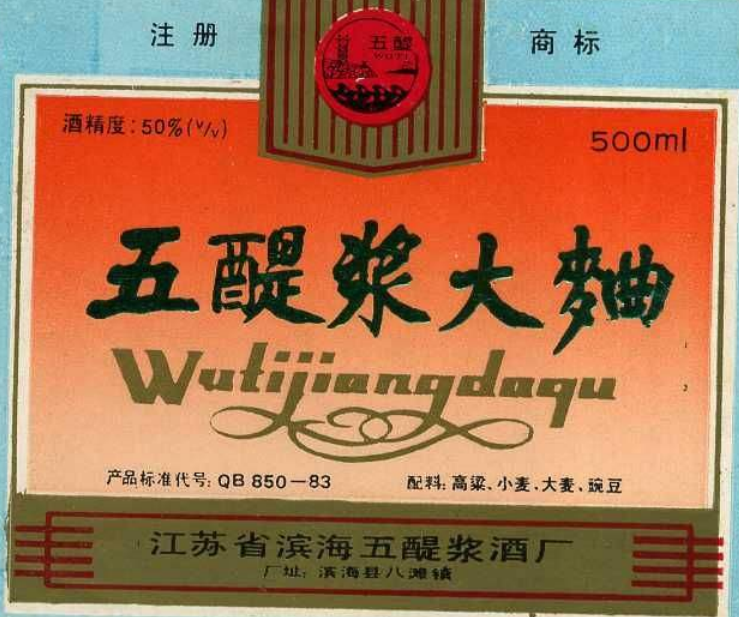 注册
商标
五醍
WUTI
酒精度:50%(V/V)
500ml
五醍浆大麯
Wutijiangdaqu
产品标准代号: QB 850—83
配料: 高粱、小麦、大麦、豌豆
江苏省滨海五醍浆酒厂
厂址: 滨海县八滩镇